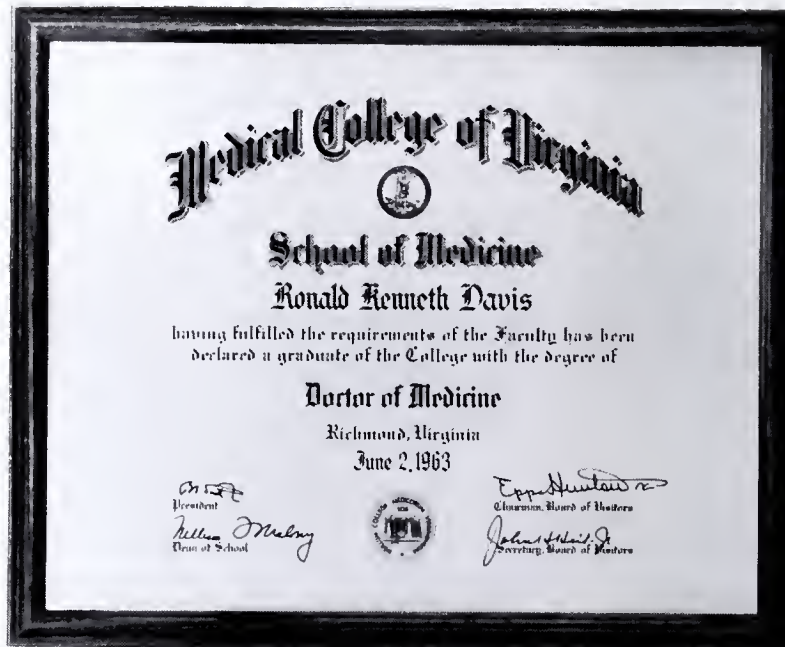 Medical College of Virginia
School of Medicine
Ronald Kenneth Davis
having fulfilled the requirements of the Faculty has been
declared a graduate of the College with the degree of
Doctor of Medicine
Richmond, Virginia
June 2, 1963
President
Eppa Hunton
Chairman, Board of Visitors
Dean of School
Secretary, Board of Visitors